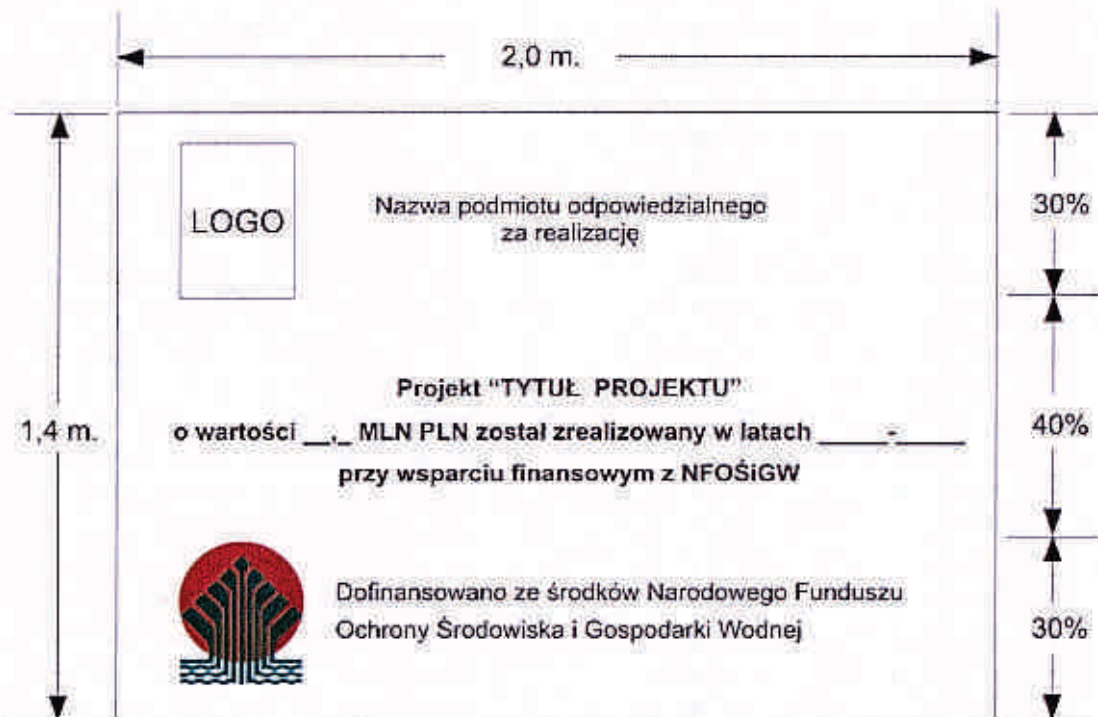 2,0 m.
LOGO
Nazwa podmiotu odpowiedzialnego
za realizację
30%
Projekt “TYTUŁ PROJEKTU”
1,4 m.
o wartości __,_ MLN PLN został zrealizowany w latach _____-_____
40%
przy wsparciu finansowym z NFOŚiGW
Dofinansowano ze środków Narodowego Funduszu
Ochrony Środowiska i Gospodarki Wodnej
30%